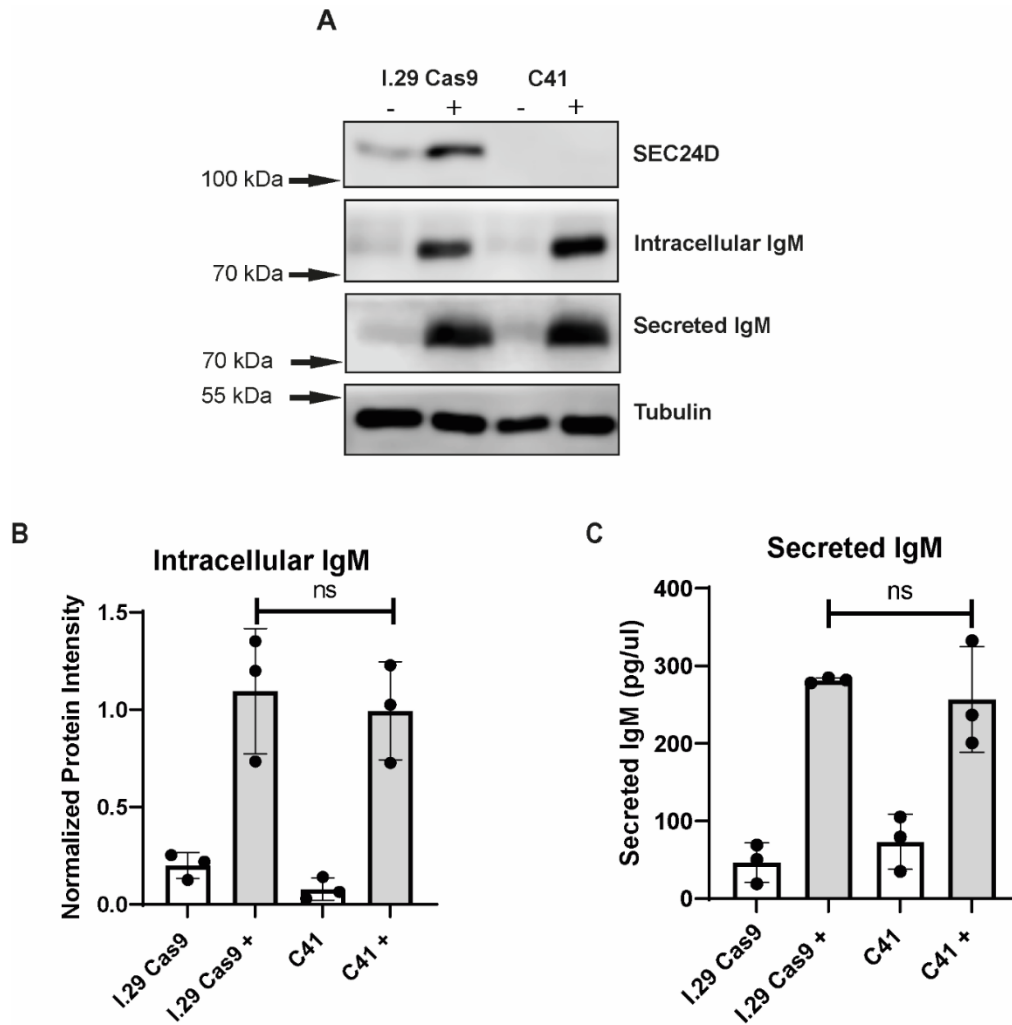 A
I.29 Cas9 C41
- + - +
SEC24D
100 kDa
Intracellular IgM
70 kDa
Secreted IgM
70 kDa
55 kDa
Tubulin
B
Intracellular IgM
ns
Normalized Protein Intensity
1.5
1.0
0.5
0.0
I.29 Cas9
I.29 Cas9 +
C41
C41 +
C
Secreted IgM
ns
Secreted IgM (pg/ul)
400
300
200
100
0
I.29 Cas9
I.29 Cas9 +
C41
C41 +